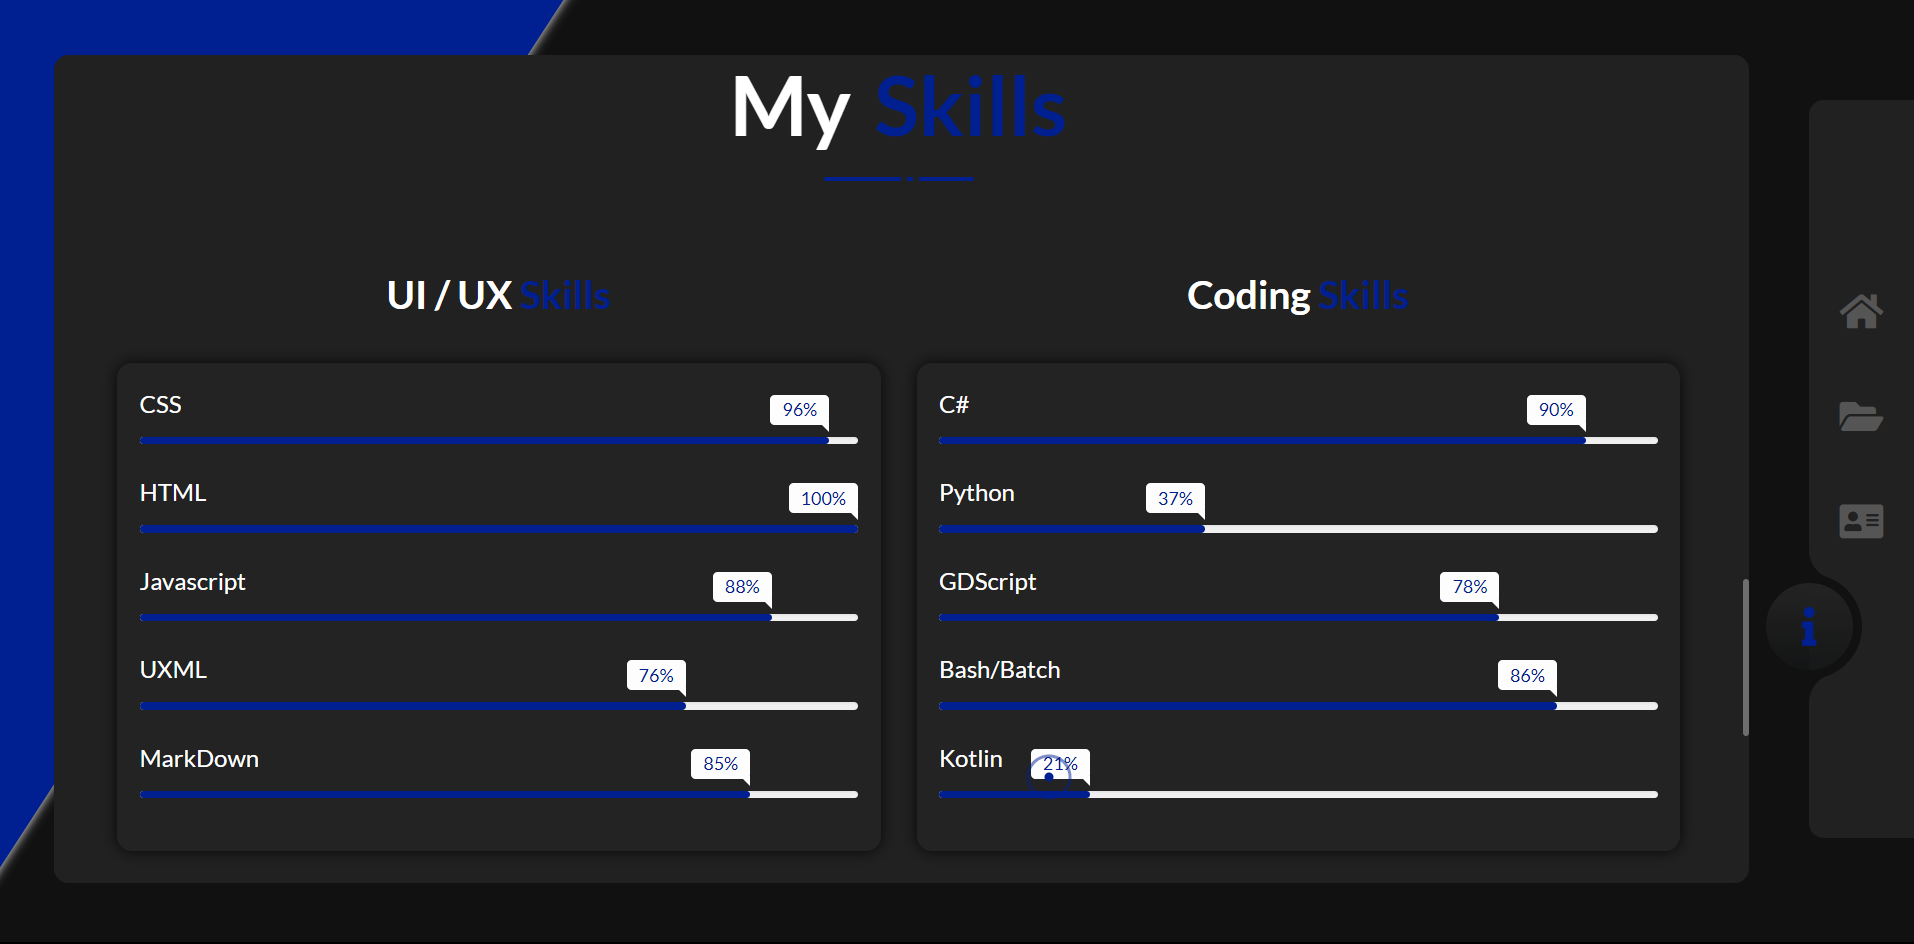 My Skills
UI / UX Skills
CSS
96%
HTML
100%
Javascript
88%
UXML
76%
MarkDown
85%
Coding Skills
C#
90%
Python
37%
GDScript
78%
Bash/Batch
86%
Kotlin
21%